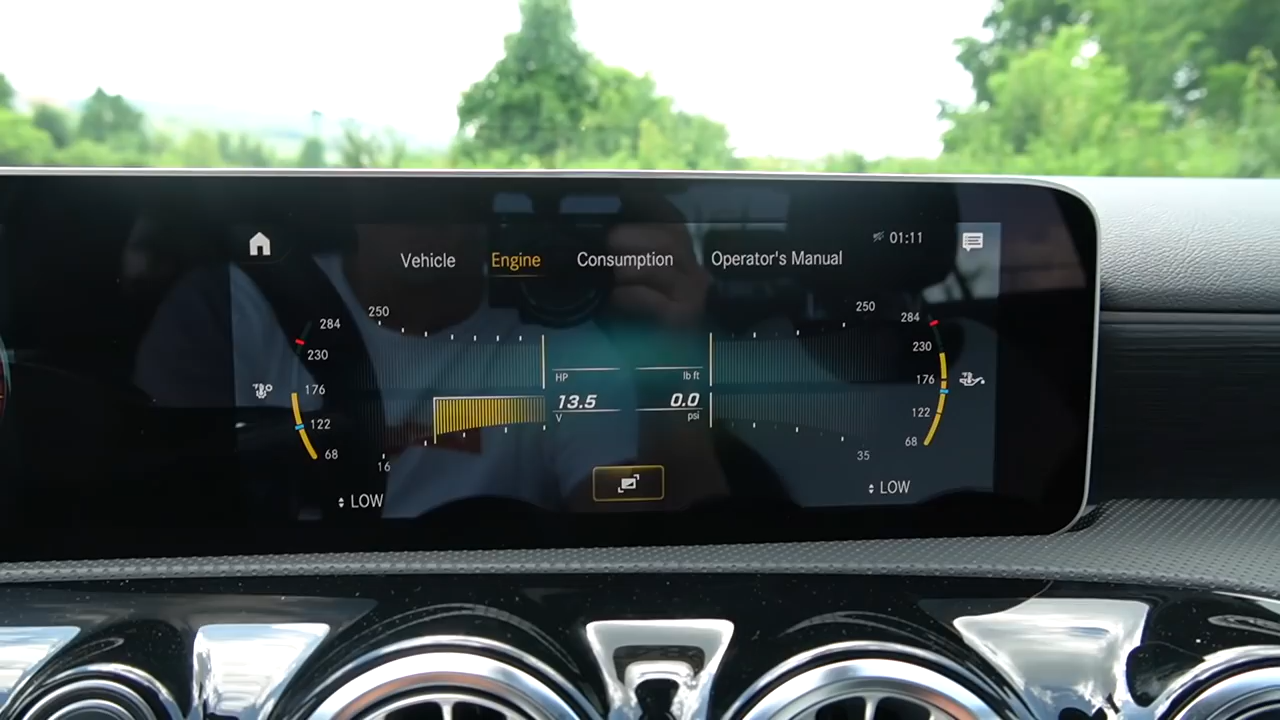 01:11
Vehicle Engine Consumption Operator's Manual
250 250
284 284
230 230
HP lb ft
176 176
13.5 0.0
V psi
122 122
68 68
16 35
LOW LOW